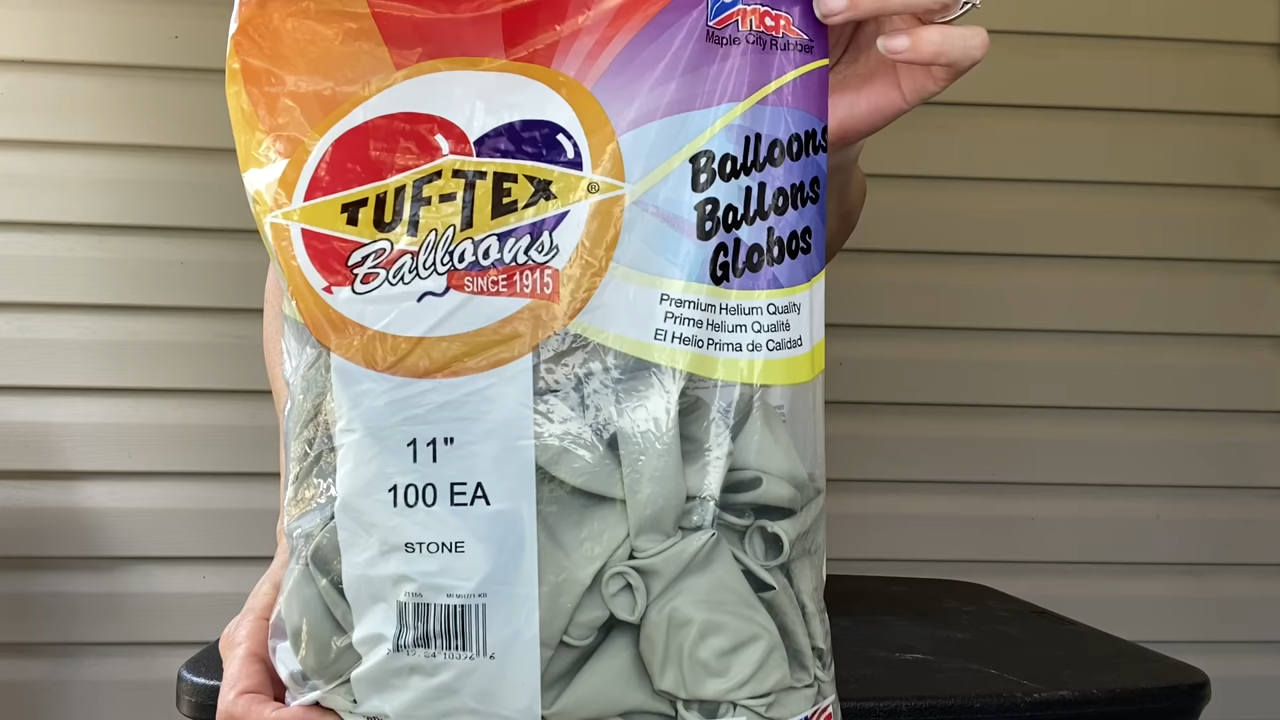 MCR
Maple City Rubber
TUF-TEX ®
Balloons
SINCE 1915
Balloons
Ballons
Globos
Premium Helium Quality
Prime Helium Qualité
El Helio Prima de Calidad
11"
100 EA
STONE